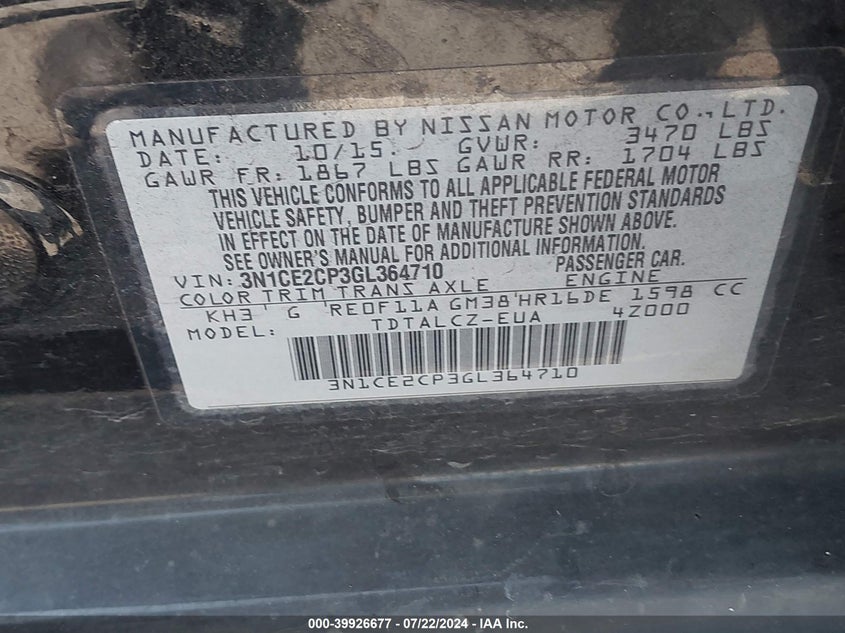 MANUFACTURED BY NISSAN MOTOR CO., LTD.
DATE: 10/15. GVWR: 3470 LBS
GAWR FR: 1867 LBS GAWR RR: 1704 LBS
THIS VEHICLE CONFORMS TO ALL APPLICABLE FEDERAL MOTOR
VEHICLE SAFETY, BUMPER AND THEFT PREVENTION STANDARDS
IN EFFECT ON THE DATE OF MANUFACTURE SHOWN ABOVE.
SEE OWNER'S MANUAL FOR ADDITIONAL INFORMATION.
VIN: 3N1CE2CP3GL364710 PASSENGER CAR.
COLOR TRIM TRANS AXLE ENGINE
KH3 G RE0F11A GM38 HR16DE 1598 CC
MODEL: TDTALCZ-EUA 4Z000
3N1CE2CP3GL364710
000-39926677 - 07/22/2024 - IAA Inc.